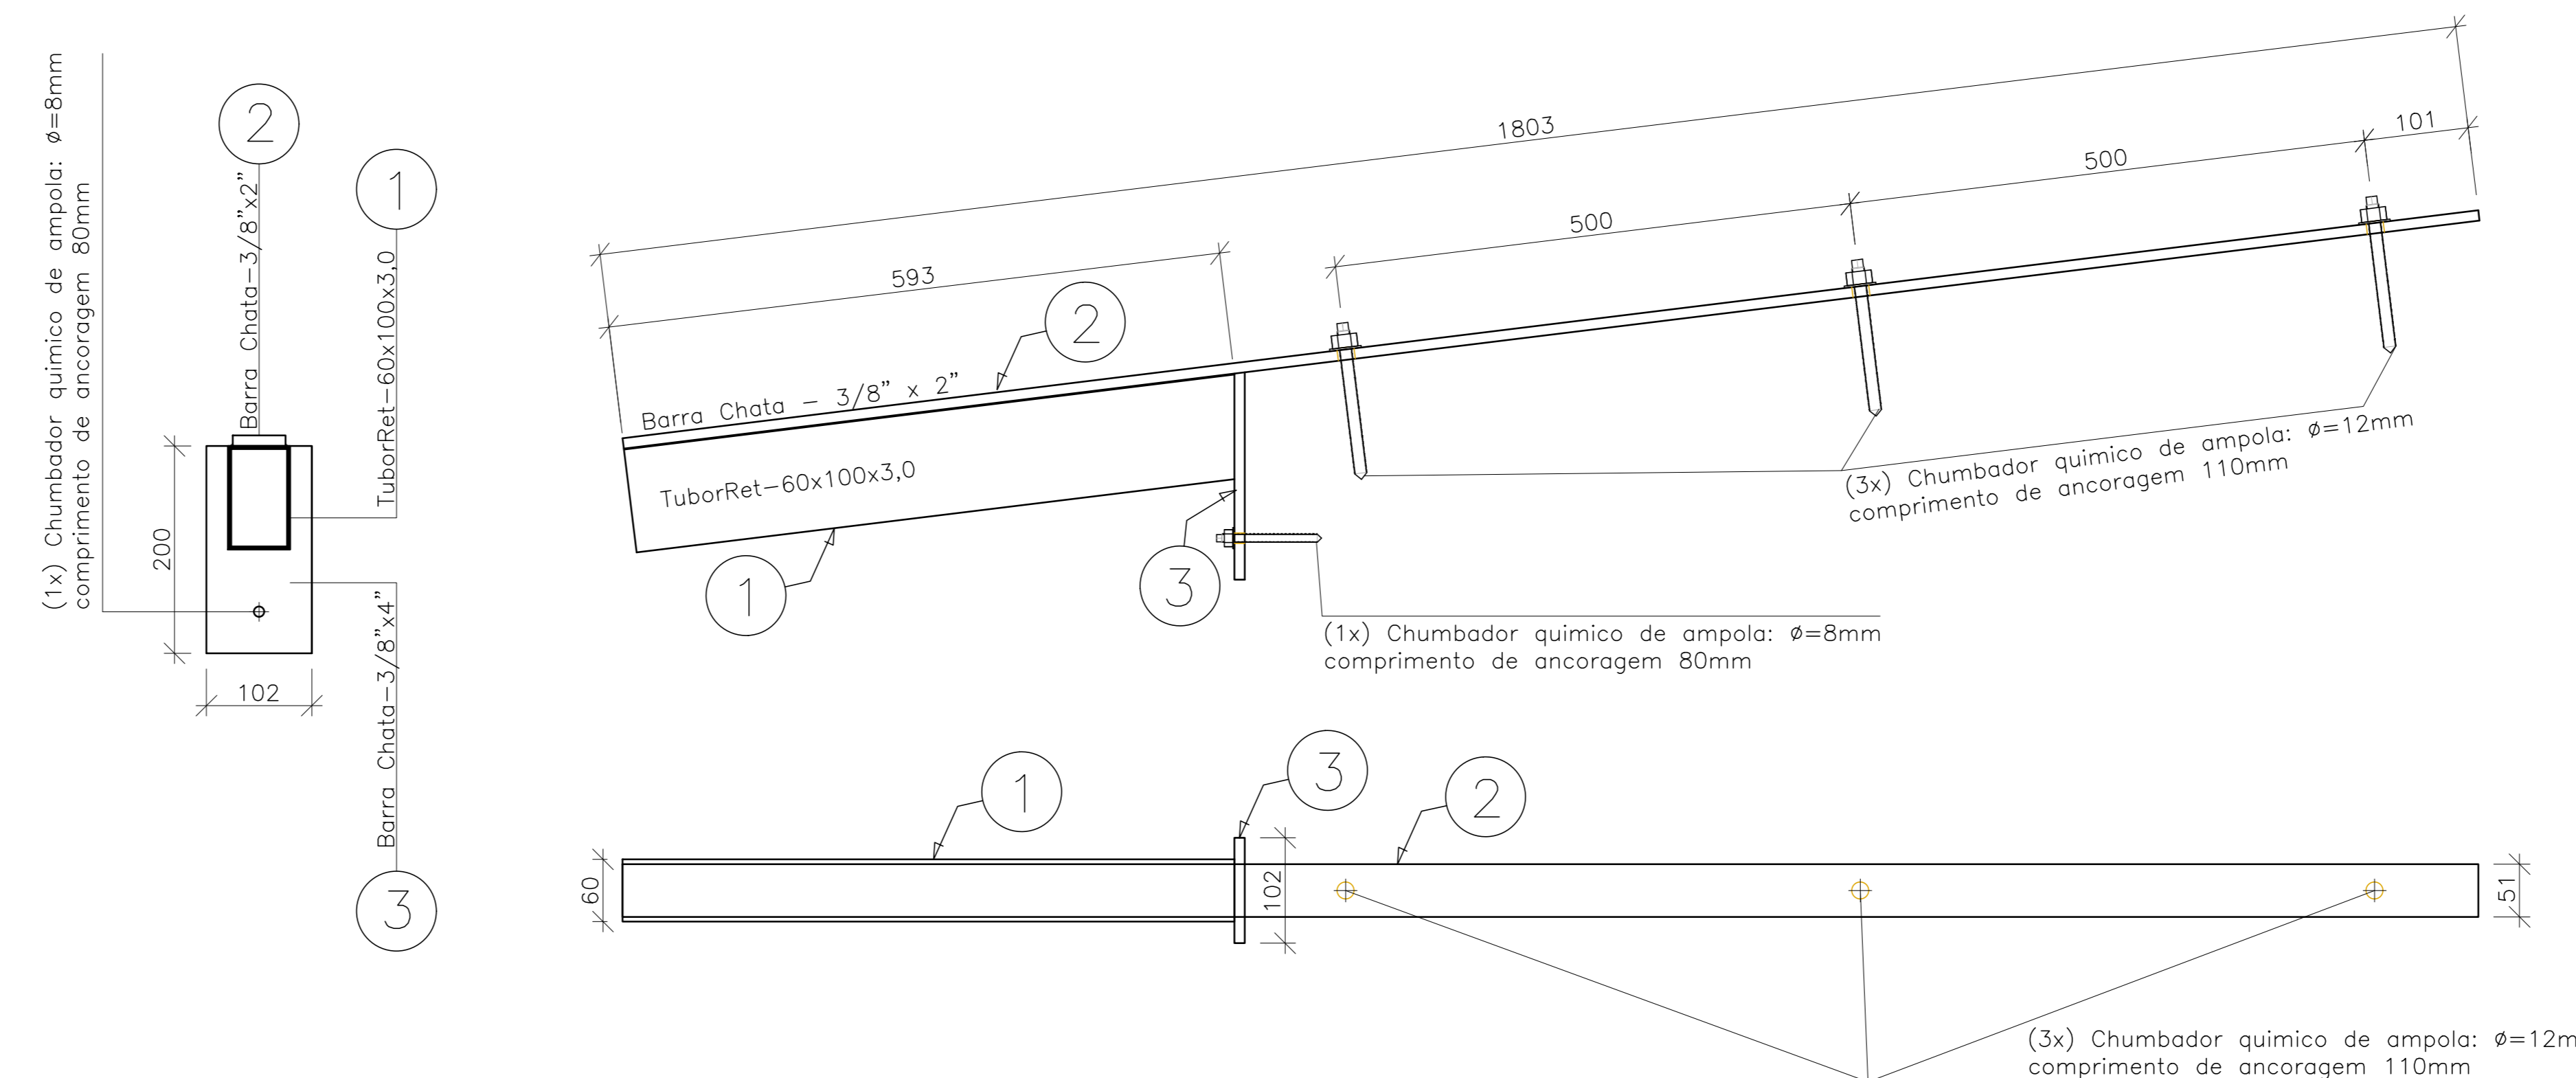 (1x) Chumbador quimico de ampola: ø=8mm
comprimento de ancoragem 80mm
2
Barra Chata-3/8"x2"
1
TuborRet-60x100x3,0
200
102
Barra Chata-3/8"x4"
3
1803
593
500
500
101
2
Barra Chata - 3/8" x 2"
TuborRet-60x100x3,0
1
3
(3x) Chumbador quimico de ampola: ø=12mm
comprimento de ancoragem 110mm
(1x) Chumbador quimico de ampola: ø=8mm
comprimento de ancoragem 80mm
1
3
2
60
102
51
(3x) Chumbador quimico de ampola: ø=12m
comprimento de ancoragem 110mm